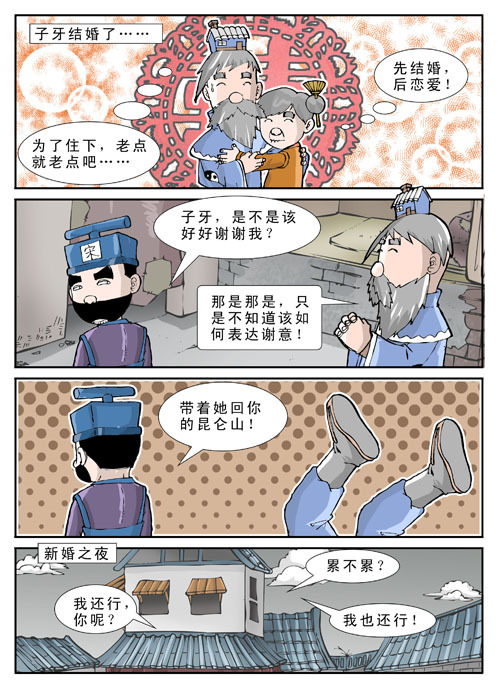 子牙结婚了……
先结婚，
后恋爱！
为了住下，老点
就老点吧……
子牙，是不是该
好好谢谢我？
宋
那是那是，只
是不知道该如
何表达谢意！
带着她回你
的昆仑山！
新婚之夜
累不累？
我还行，
你呢？
我也还行！